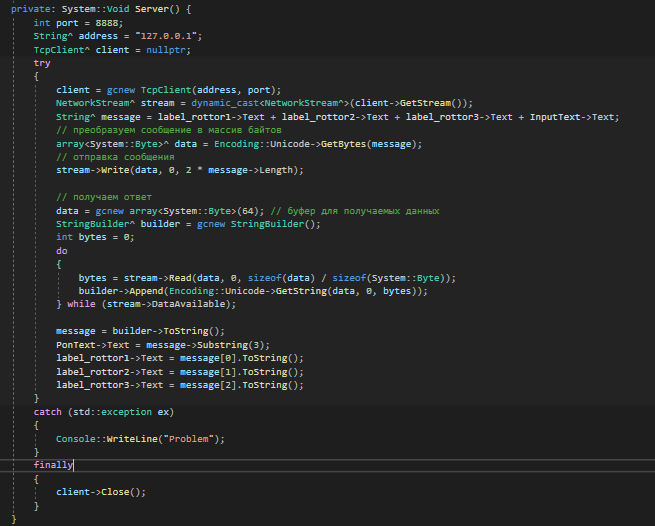 private: System::Void Server() {
int port = 8888;
String^ address = "127.0.0.1";
TcpClient^ client = nullptr;
try
{
client = gcnew TcpClient(address, port);
NetworkStream^ stream = dynamic_cast<NetworkStream^>(client->GetStream());
String^ message = label_rottor1->Text + label_rottor2->Text + label_rottor3->Text + InputText->Text;
// преобразуем сообщение в массив байтов
array<System::Byte>^ data = Encoding::Unicode->GetBytes(message);
// отправка сообщения
stream->Write(data, 0, 2 * message->Length);
// получаем ответ
data = gcnew array<System::Byte>(64); // буфер для получаемых данных
StringBuilder^ builder = gcnew StringBuilder();
int bytes = 0;
do
{
bytes = stream->Read(data, 0, sizeof(data) / sizeof(System::Byte));
builder->Append(Encoding::Unicode->GetString(data, 0, bytes));
} while (stream->DataAvailable);
message = builder->ToString();
PonText->Text = message->Substring(3);
label_rottor1->Text = message[0].ToString();
label_rottor2->Text = message[1].ToString();
label_rottor3->Text = message[2].ToString();
}
catch (std::exception ex)
{
Console::WriteLine("Problem");
}
finally
{
client->Close();
}
}